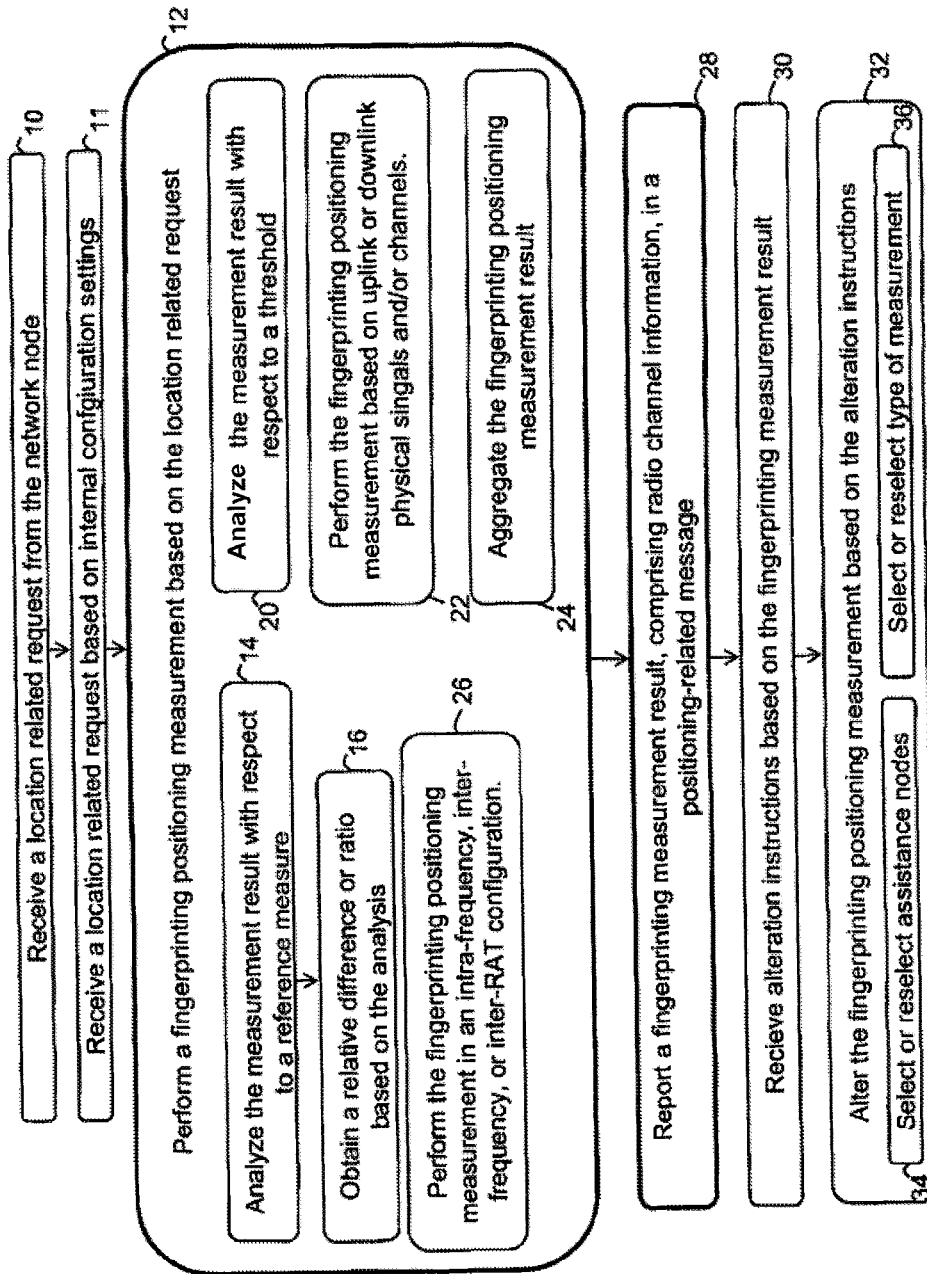 10
Receive a location related request from the network node
11
Receive a location related request based on internal confgiuration settings
12
Perform a fingerprinting positioning measurement based on the location related request
14
Analyze the measurement result with respect
to a reference measure
16
Obtain a relative difference or ratio
based on the analysis
26
Perform the fingerprinting positioning
measurement in an intra-frequency, inter-
frequency, or inter-RAT configuration.
20
Analyze the measurement result with
respect to a threshold
22
Perform the fingerprinting positioning
measurement based on uplink or downlink
physical singals and/or channels.
24
Aggregate the fingerprinting positioning
measurement result
28
Report a fingerprinting measurement result, comprising radio channel information, in a
positioning-related message
30
Recieve alteration instructions based on the fingerprinting measurement result
32
Alter the fingerprinting positioning measurement based on the alteration instructions
34
Select or reselect assistance nodes
36
Select or reselect type of measurement